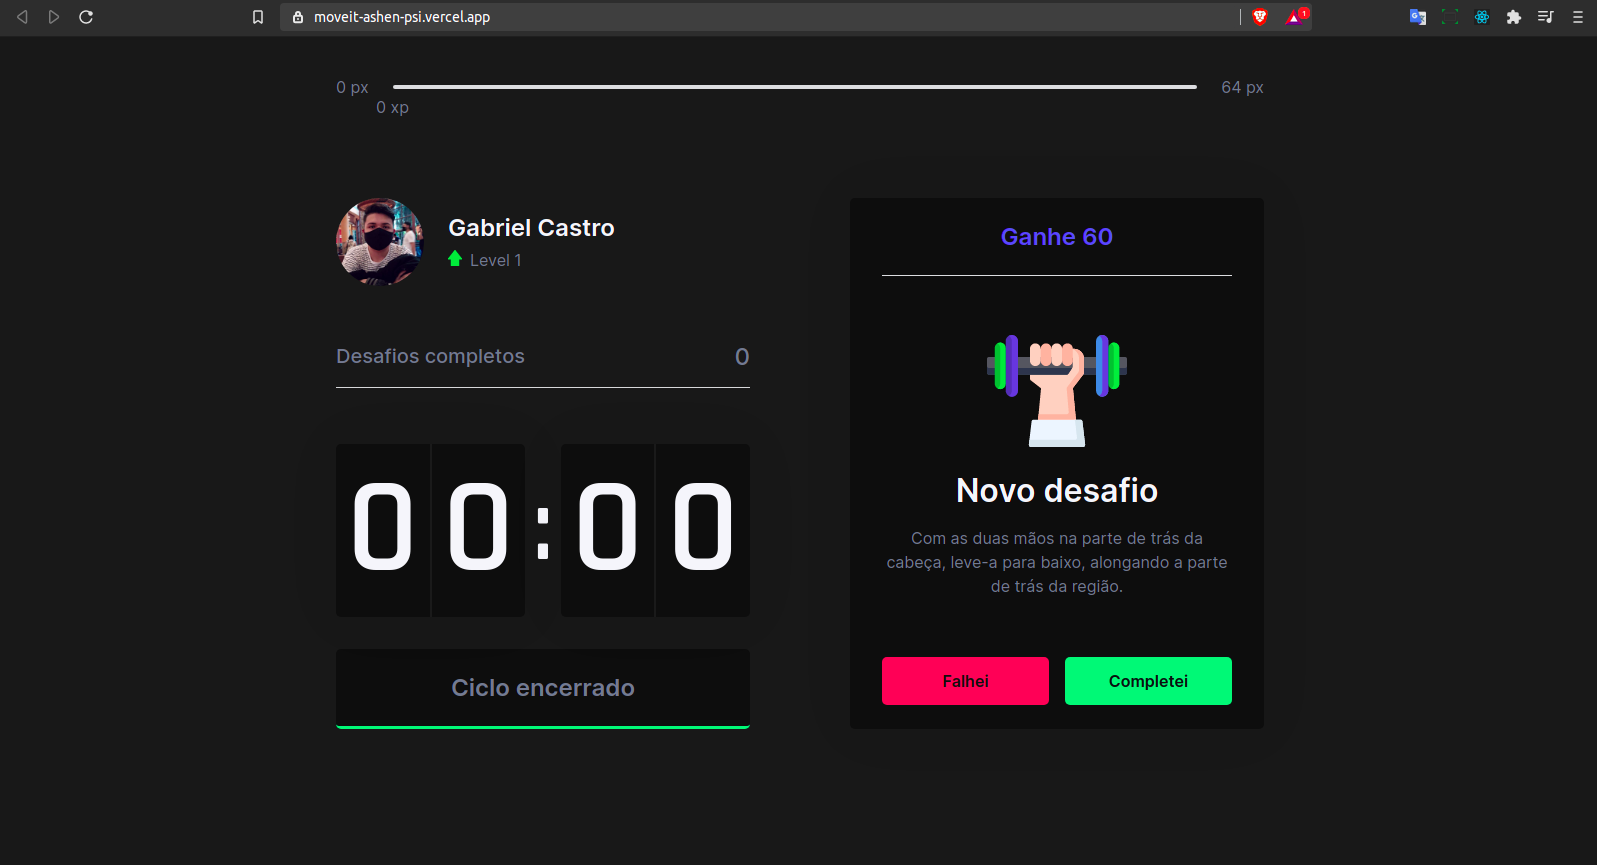 moveit-ashen-psi.vercel.app
1
0 px
64 px
0 xp
Gabriel Castro
Level 1
Desafios completos
0
00:00
Ciclo encerrado
Ganhe 60
Novo desafio
Com as duas mãos na parte de trás da
cabeça, leve-a para baixo, alongando a parte
de trás da região.
Falhei
Completei